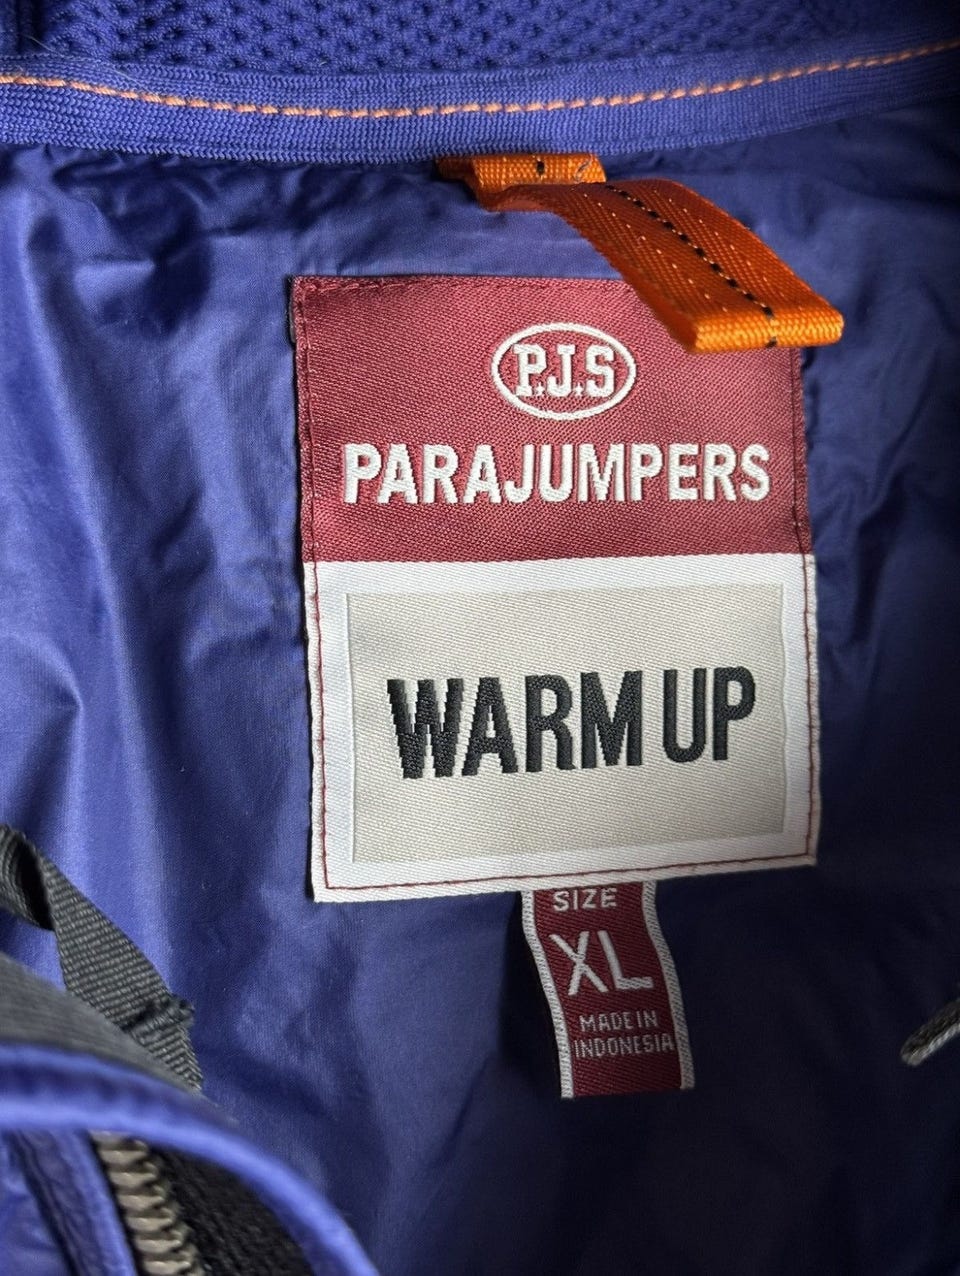 P.J.S
PARAJUMPERS
WARM UP
SIZE
XL
MADE IN
INDONESIA